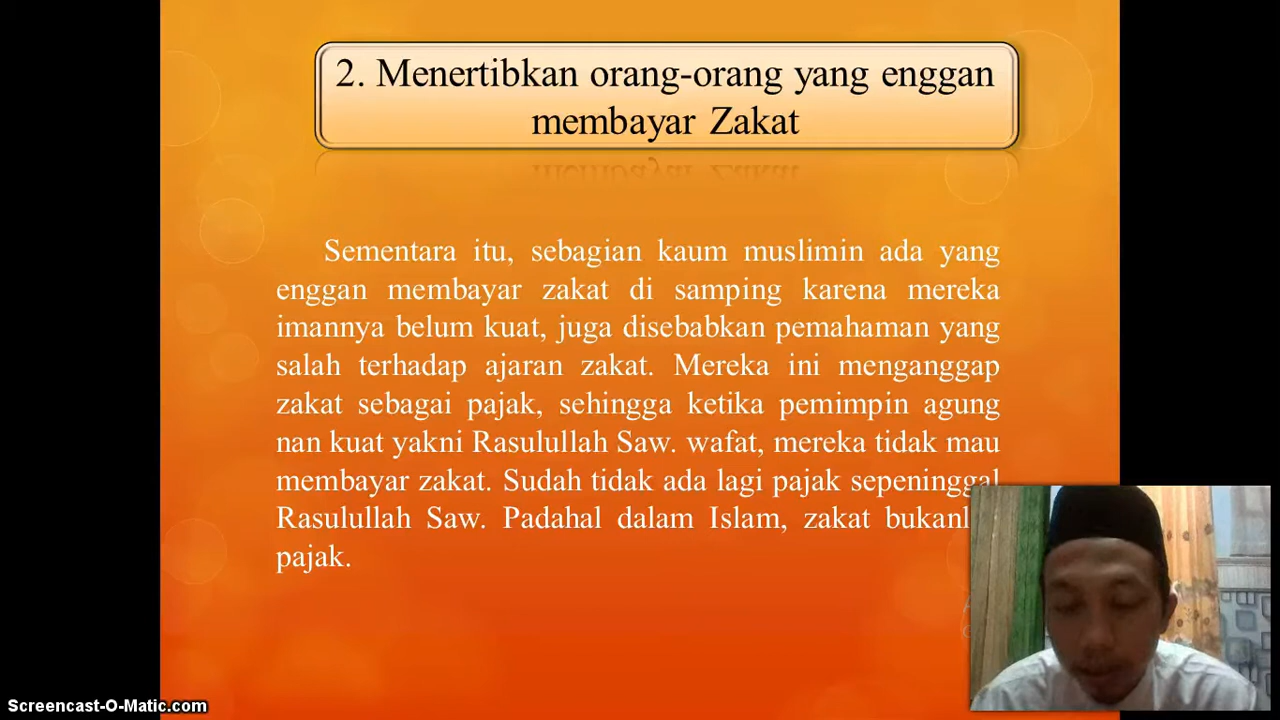 2. Menertibkan orang-orang yang enggan
membayar Zakat
Sementara itu, sebagian kaum muslimin ada yang
enggan membayar zakat di samping karena mereka
imannya belum kuat, juga disebabkan pemahaman yang
salah terhadap ajaran zakat. Mereka ini menganggap
zakat sebagai pajak, sehingga ketika pemimpin agung
nan kuat yakni Rasulullah Saw. wafat, mereka tidak mau
membayar zakat. Sudah tidak ada lagi pajak sepeninggal
Rasulullah Saw. Padahal dalam Islam, zakat
pajak.
Screencast-O-Matic.com